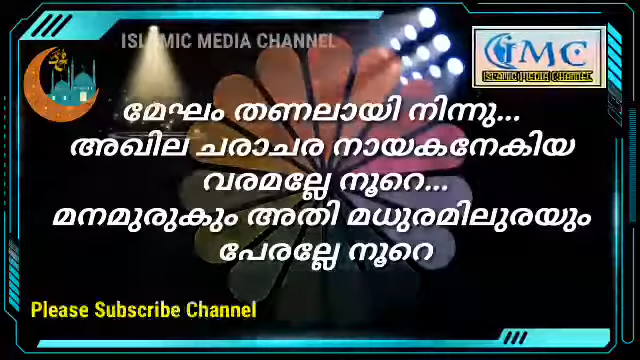 ISLAMIC MEDIA CHANNEL
IMC
ISLAMIC MEDIA CHANNEL
മേഘം തണലായി നിന്നു...
അഖില ചരാചര നായകനേകിയ
വരമല്ലേ നൂറെ...
മനമുരുകും അതി മധുരമിലുരയും
പേരല്ലേ നൂറെ
Please Subscribe Channel